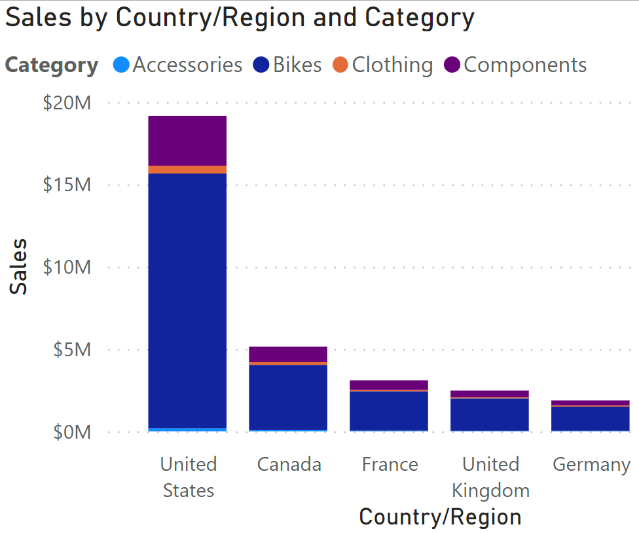 Sales by Country/Region and Category
Category Accessories Bikes Clothing Components
$20M
$15M
$10M
$5M
$0M
Sales
United States
Canada
France
United Kingdom
Germany
Country/Region